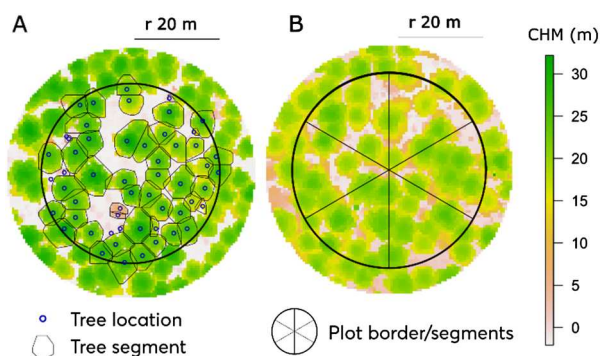 A
r 20 m
B
r 20 m
CHM (m)
30
25
20
15
10
5
0
Tree location
Tree segment
Plot border/segments